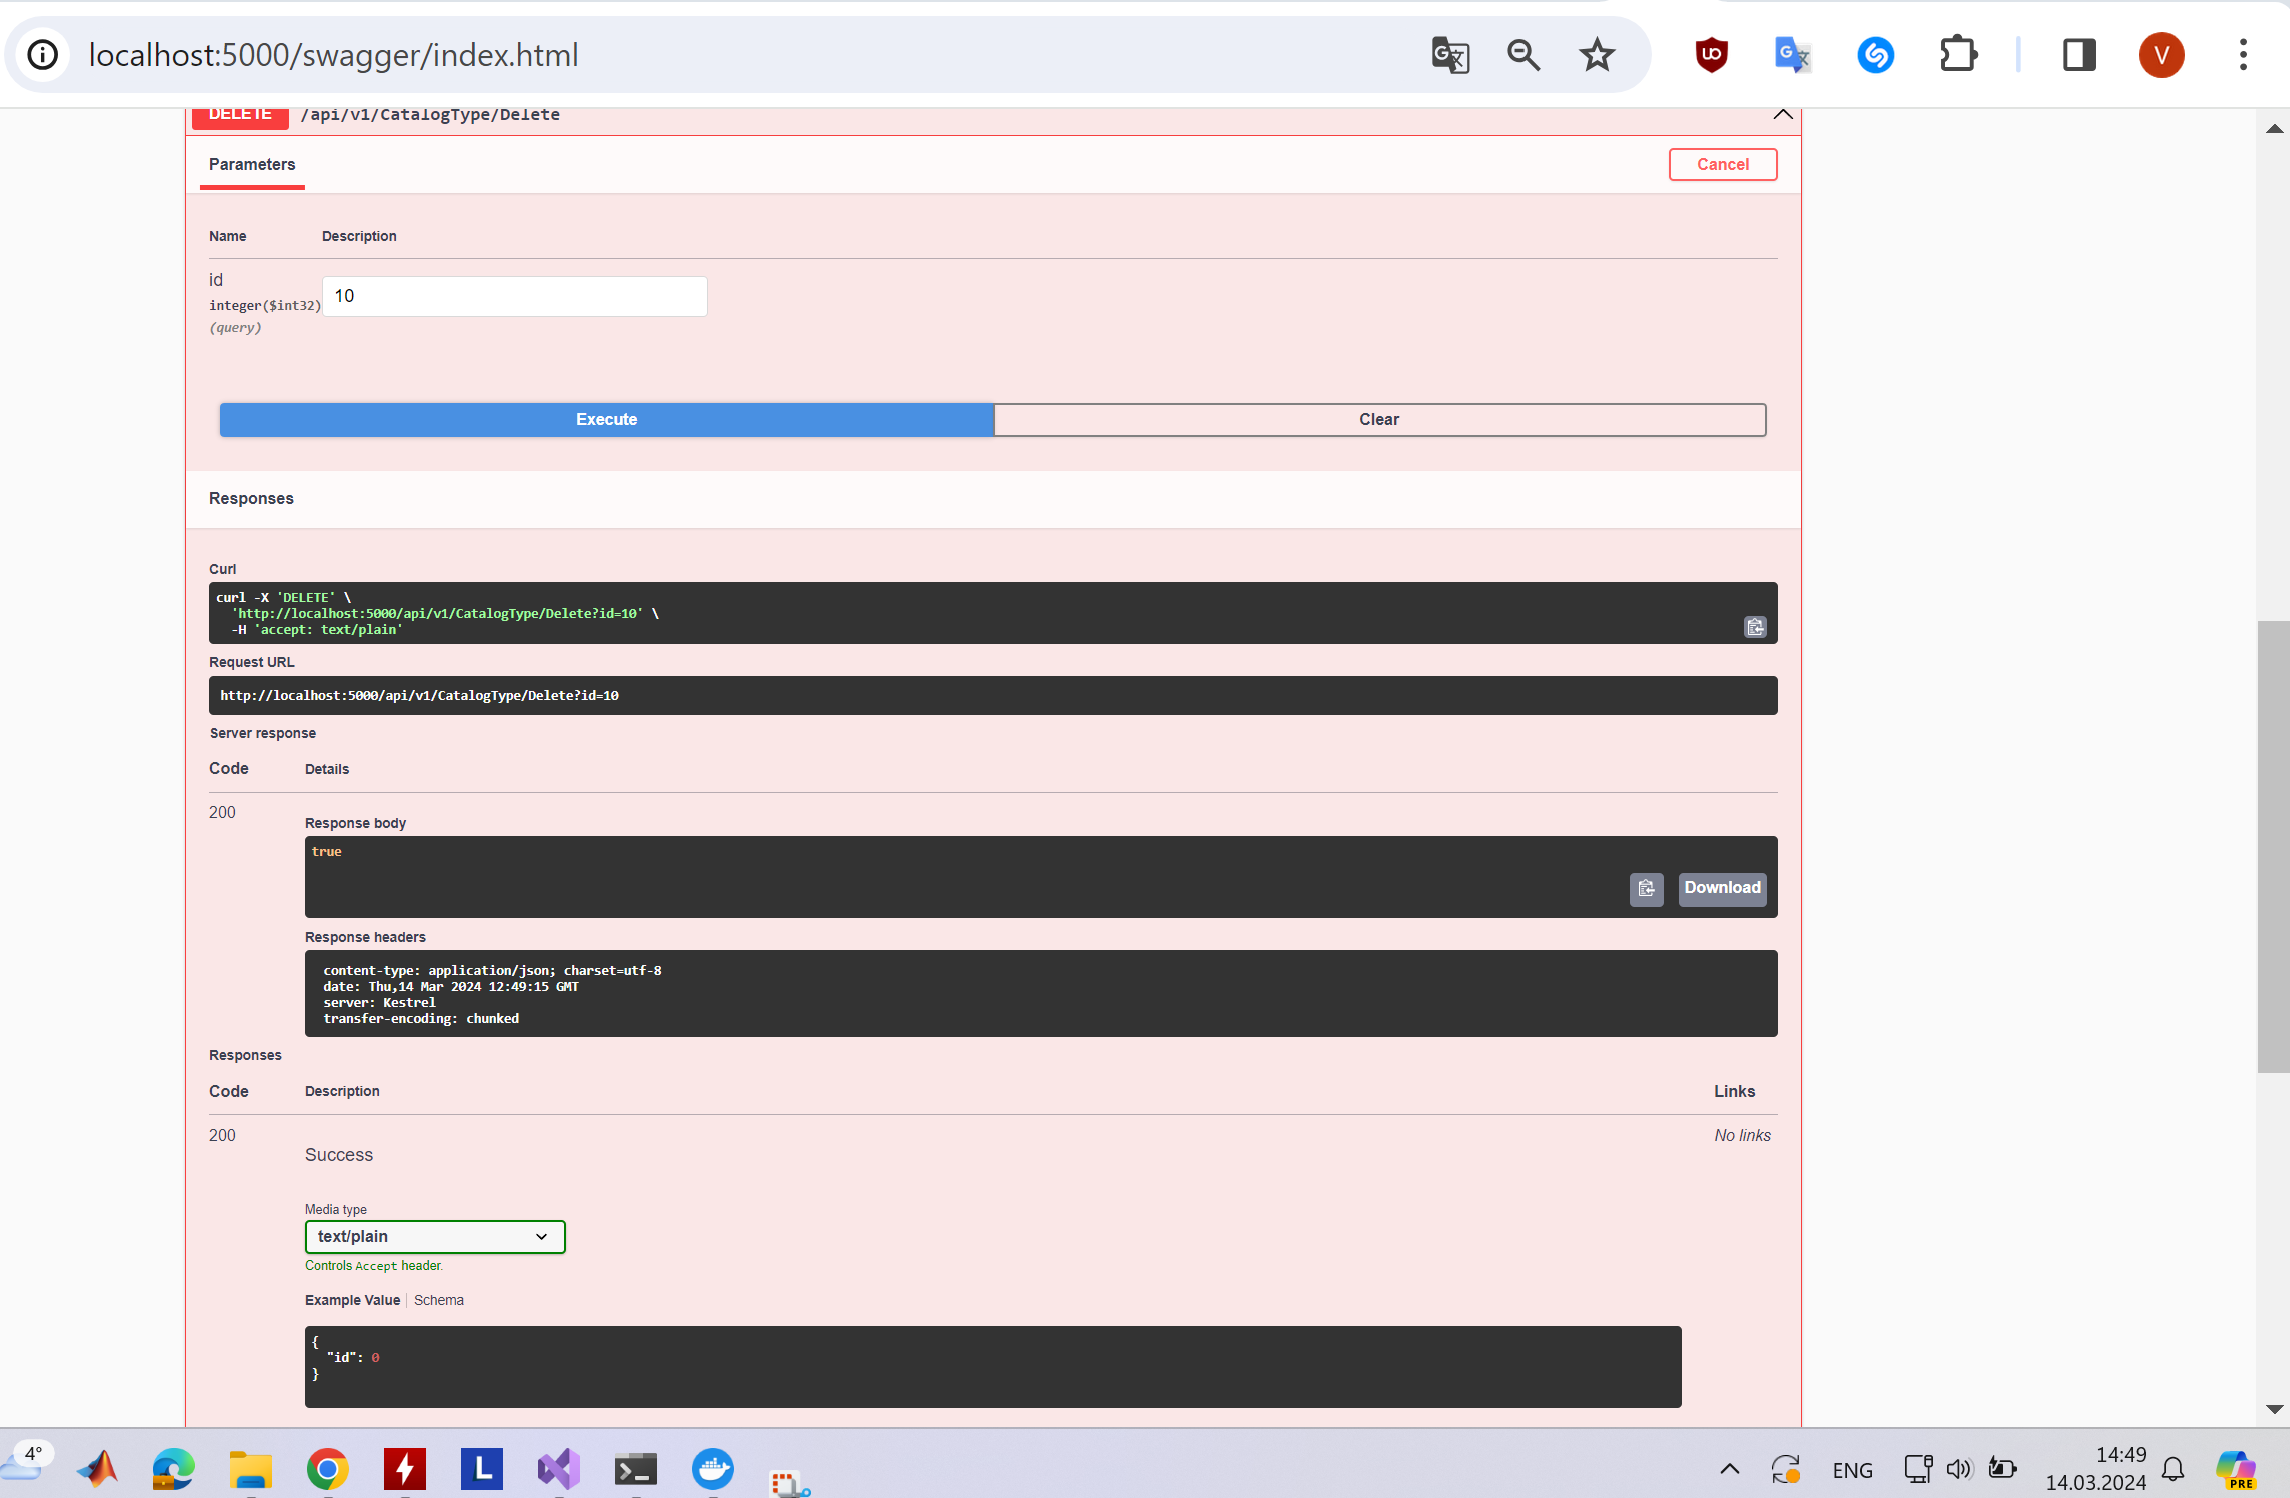 localhost:5000/swagger/index.html
V
DELETE /api/v1/CatalogType/Delete
Parameters
Cancel
Name Description
id
integer($int32)
(query)
10
Execute
Clear
Responses
Curl
curl -X 'DELETE' \
'http://localhost:5000/api/v1/CatalogType/Delete?id=10' \
-H 'accept: text/plain'
Request URL
http://localhost:5000/api/v1/CatalogType/Delete?id=10
Server response
Code Details
200
Response body
true
Download
Response headers
content-type: application/json; charset=utf-8
date: Thu,14 Mar 2024 12:49:15 GMT
server: Kestrel
transfer-encoding: chunked
Responses
Code Description Links
200
Success
No links
Media type
text/plain
Controls Accept header.
Example Value Schema
{
"id": 0
}
4°
L
ENG
14:49
14.03.2024
PRE